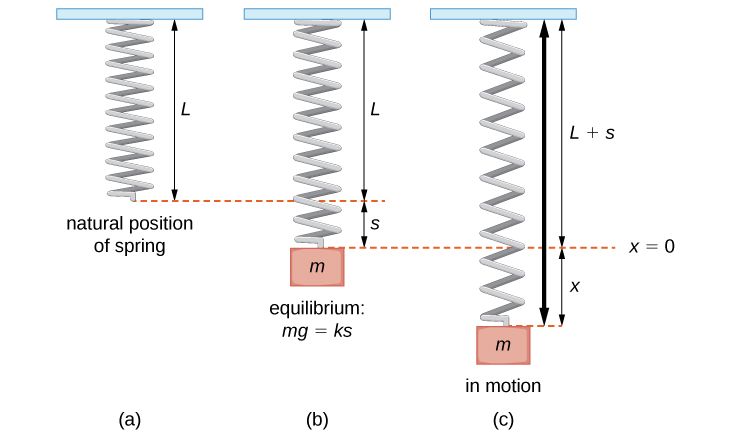 L
natural position
of spring
(a)
L
s
m
equilibrium:
mg = ks
(b)
L + s
x = 0
x
m
in motion
(c)